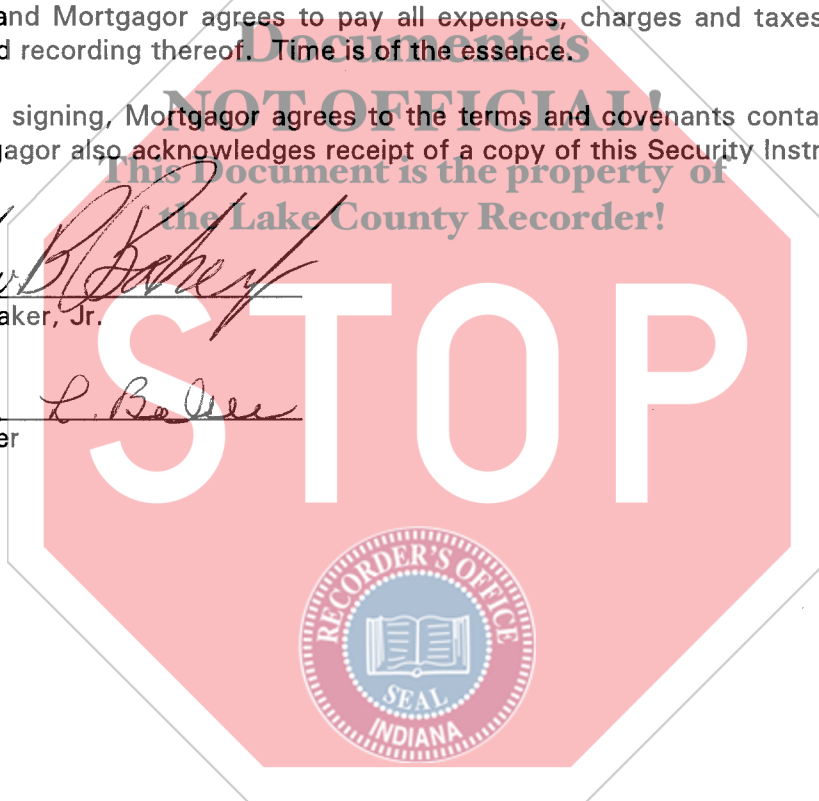 and Mortgagor agrees to pay all expenses, charges and taxes
d recording thereof. Time is of the essence.
Document is
NOT OFFICIAL!
signing, Mortgagor agrees to the terms and covenants conta
gagor also acknowledges receipt of a copy of this Security Instr
This Document is the property of
the Lake County Recorder!
aker, Jr.
L. Baker
er
STOP
RECORDER'S OFFICE
SEAL
INDIANA